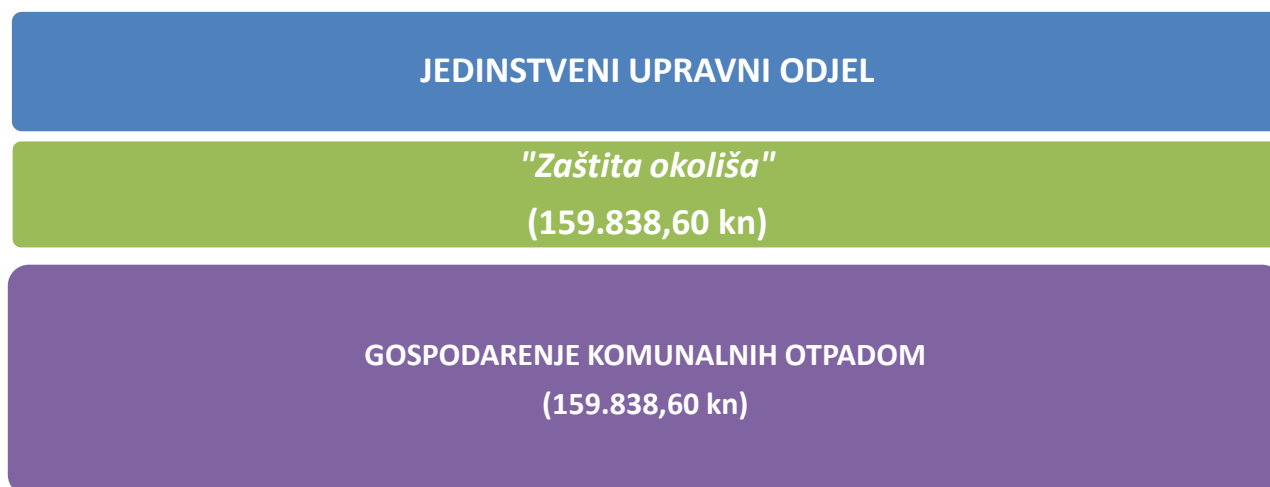 JEDINSTVENI UPRAVNI ODJEL
"Zaštita okoliša"
(159.838,60 kn)
GOSPODARENJE KOMUNALNIH OTPADOM
(159.838,60 kn)